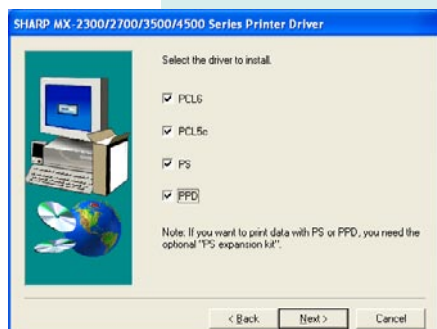 SHARP MX-2300/2700/3500/4500 Series Printer Driver
Select the driver to install.
PCL6
PCL5c
PS
PPD
Note: If you want to print data with PS or PPD, you need the
optional "PS expansion kit".
< Back
Next >
Cancel